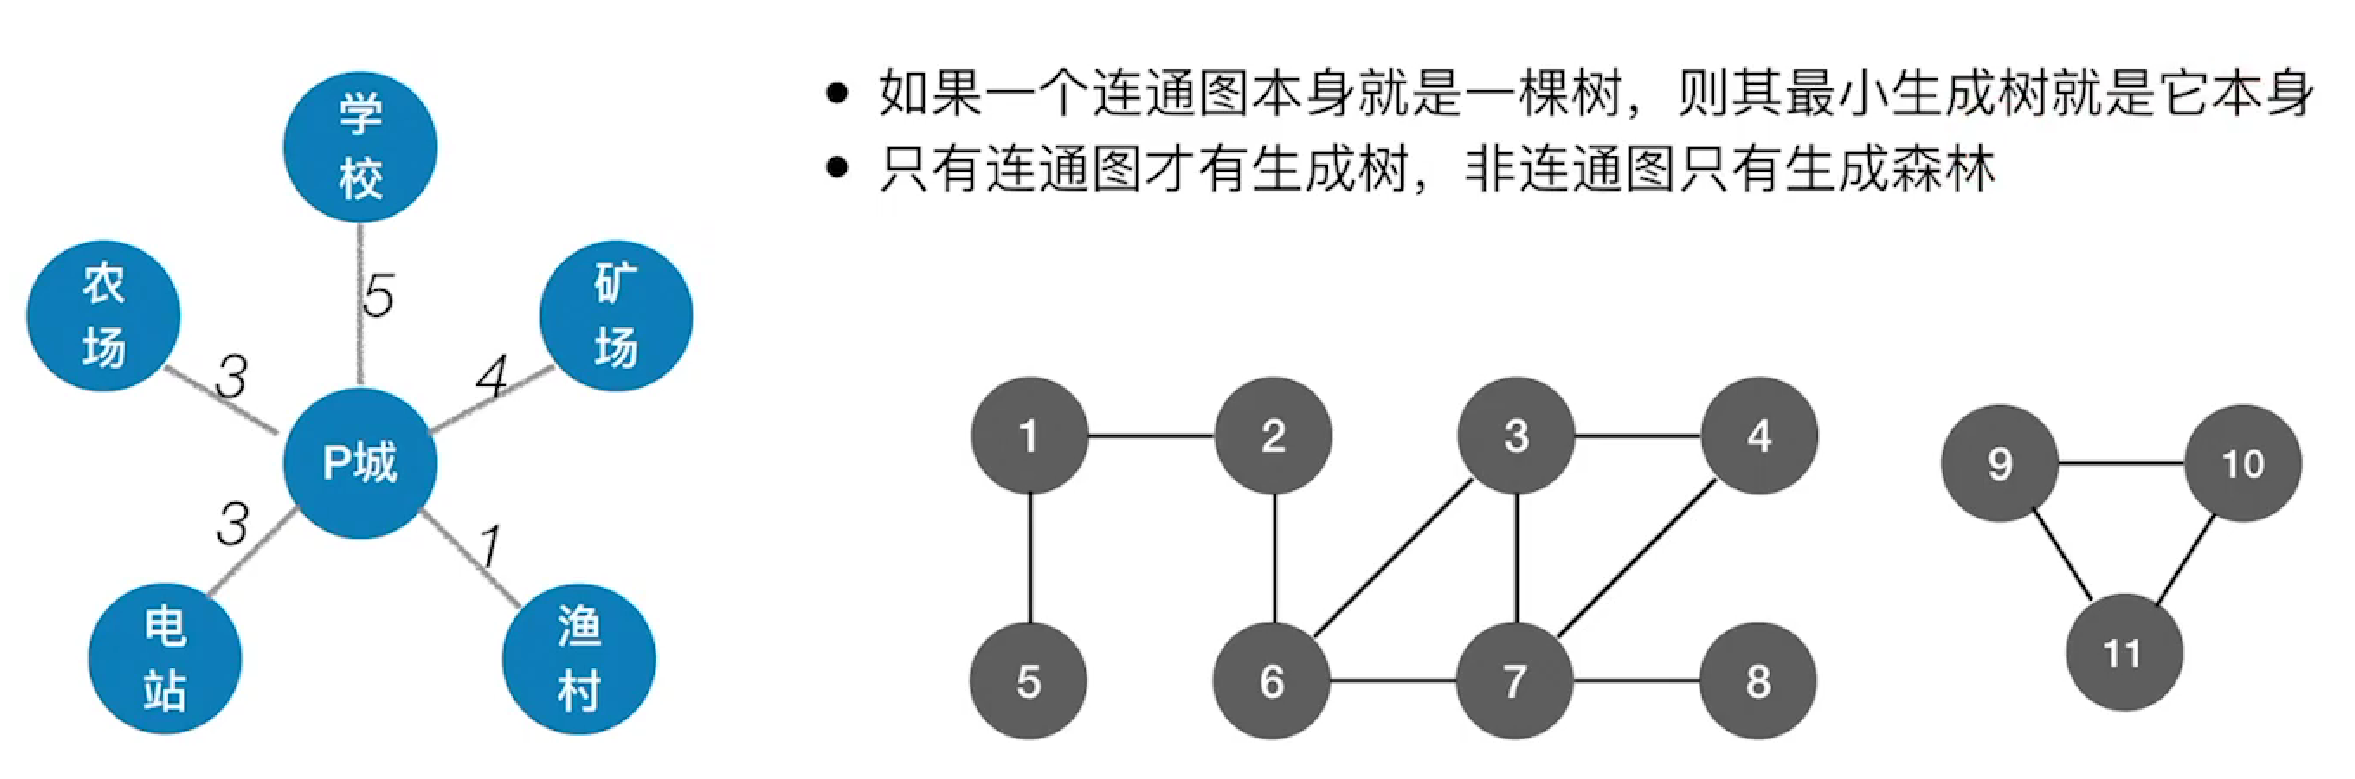 学
校
农
场
矿
场
5
3
4
P城
3
1
电
站
渔
村
• 如果一个连通图本身就是一棵树，则其最小生成树就是它本身
• 只有连通图才有生成树，非连通图只有生成森林
1
2
3
4
5
6
7
8
9
10
11